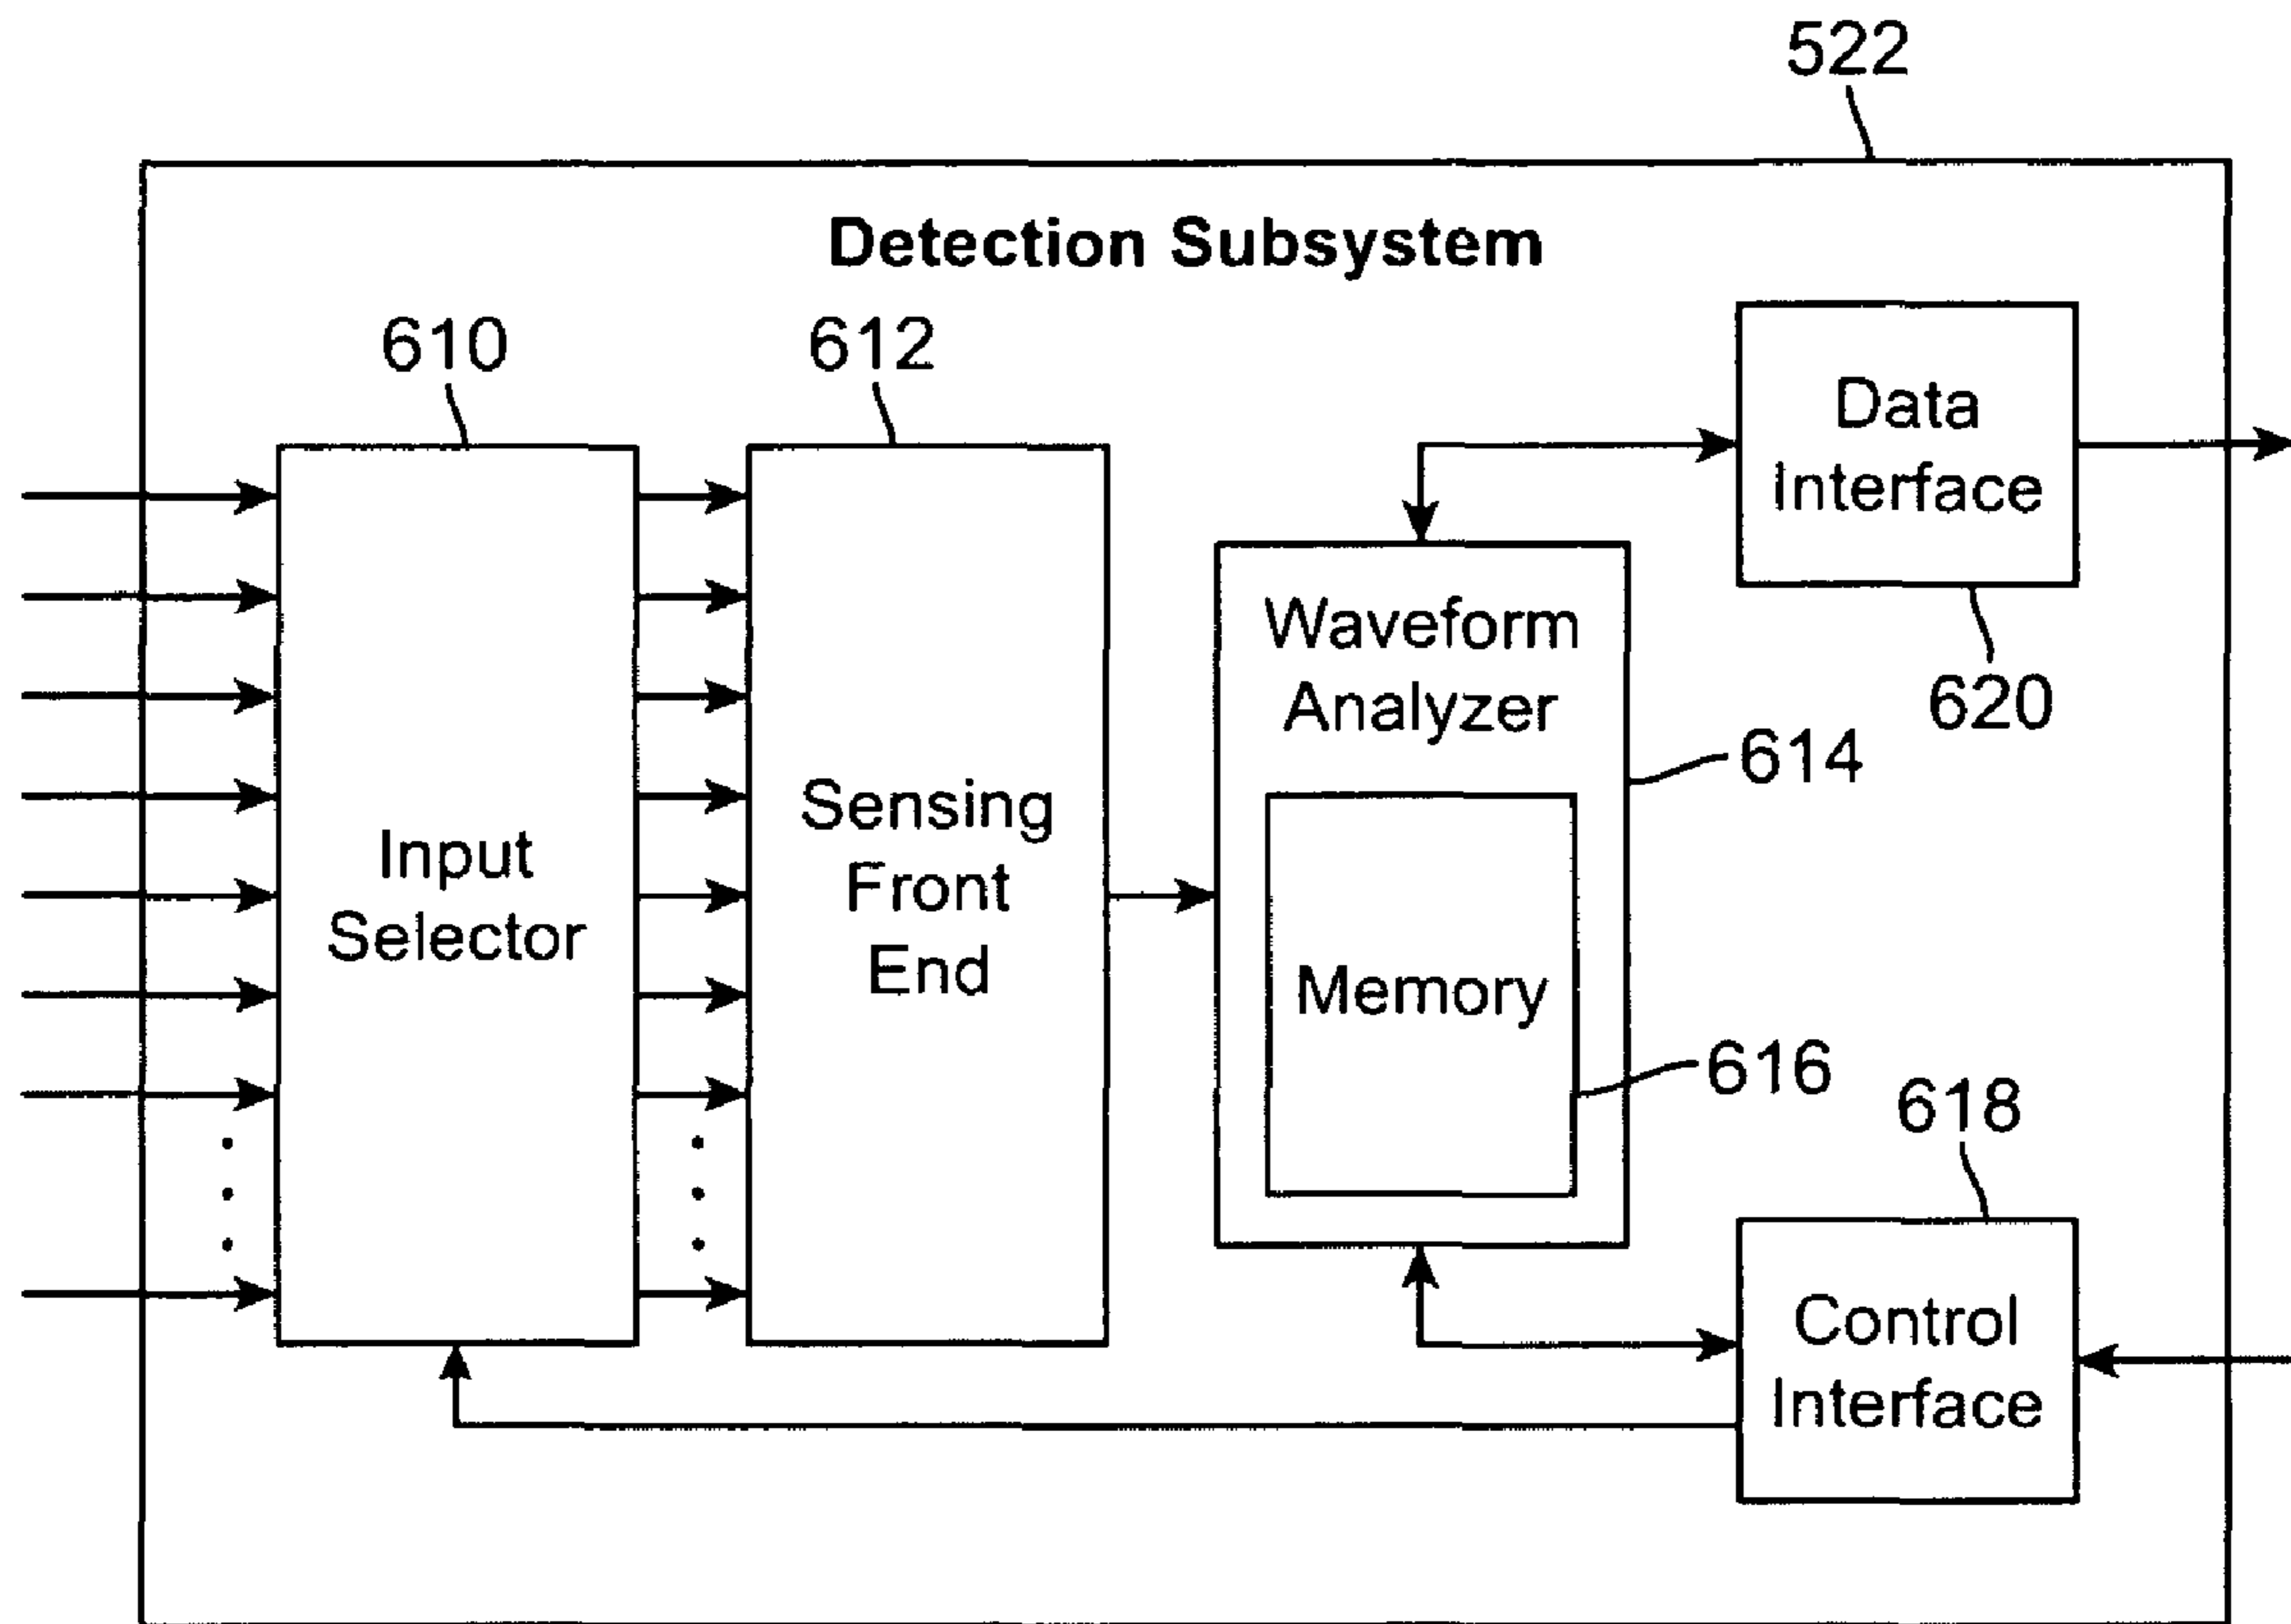 522
Detection Subsystem
610
612
Data
Interface
620
Waveform
Analyzer
614
Sensing
Front
End
Input
Selector
Memory
616
618
Control
Interface